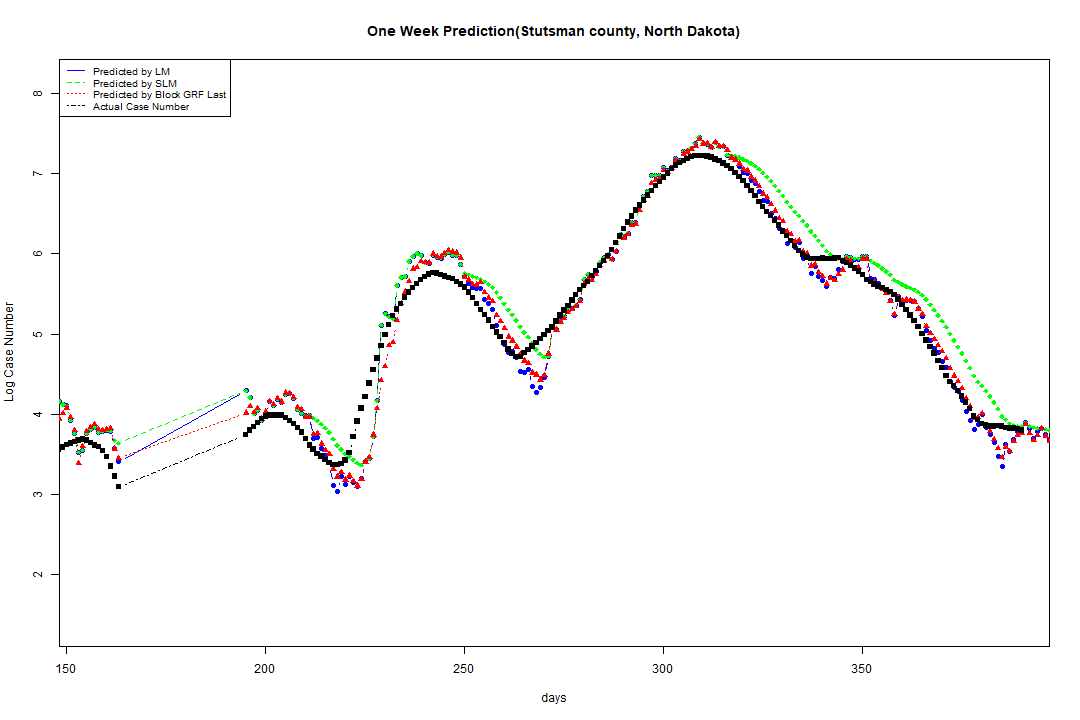 One Week Prediction(Stutsman county, North Dakota)
Predicted by LM
Predicted by SLM
Predicted by Block GRF Last
Actual Case Number
8
7
6
5
4
3
2
Log Case Number
150 200 250 300 350
days